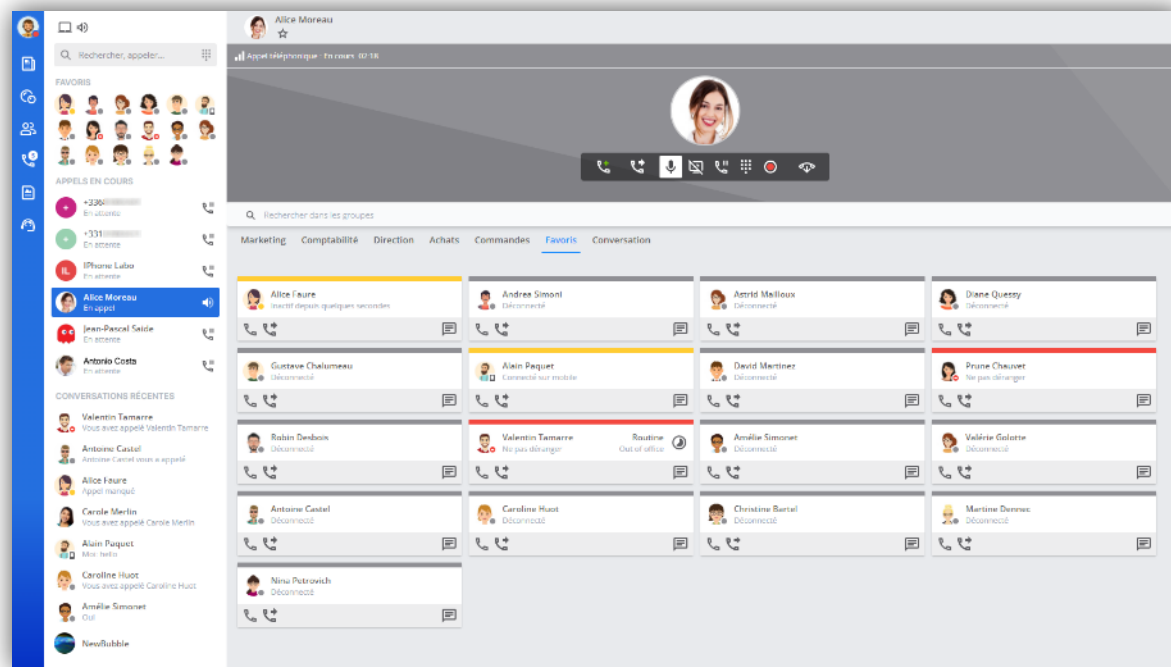 Alice Moreau
Appel téléphonique · En cours 02:18
Rechercher, appeler...
FAVORIS
APPELS EN COURS
+336
En attente
+331
En attente
IL
IPhone Labo
En attente
Alice Moreau
En appel
Jean-Pascal Saide
En attente
Antonio Costa
En attente
CONVERSATIONS RÉCENTES
Valentin Tamarre
Vous avez appelé Valentin Tamarre
Antoine Castel
Antoine Castel vous a appelé
Alice Faure
Appel manqué
Carole Merlin
Vous avez appelé Carole Merlin
Alain Paquet
Moi: hello
Caroline Huot
Vous avez appelé Caroline Huot
Amélie Simonet
Oui
NewBubble
Rechercher dans les groupes
Marketing Comptabilité Direction Achats Commandes Favoris Conversation
Alice Faure
Inactif depuis quelques secondes
Andrea Simoni
Déconnecté
Astrid Mailloux
Déconnecté
Diane Quessy
Déconnecté
Gustave Chalumeau
Déconnecté
Alain Paquet
Connecté sur mobile
David Martinez
Déconnecté
Prune Chauvet
Ne pas déranger
Robin Desbois
Déconnecté
Valentin Tamarre
Ne pas déranger
Routine
Out of office
Amélie Simonet
Déconnecté
Valérie Golotte
Déconnecté
Antoine Castel
Déconnecté
Caroline Huot
Déconnecté
Christine Bartel
Déconnecté
Martine Dennec
Déconnecté
Nina Petrovich
Déconnecté